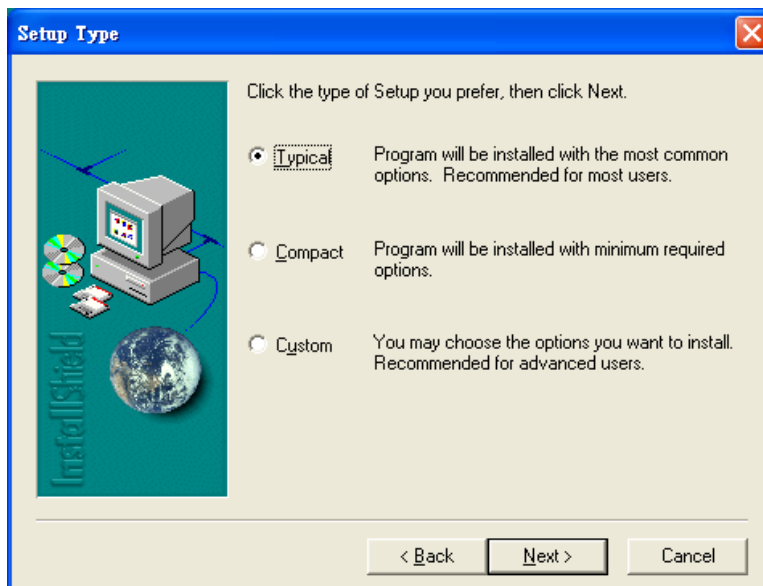 Setup Type
Click the type of Setup you prefer, then click Next.
Typical
Program will be installed with the most common
options. Recommended for most users.
Compact
Program will be installed with minimum required
options.
Custom
You may choose the options you want to install.
Recommended for advanced users.
InstallShield
< Back
Next >
Cancel